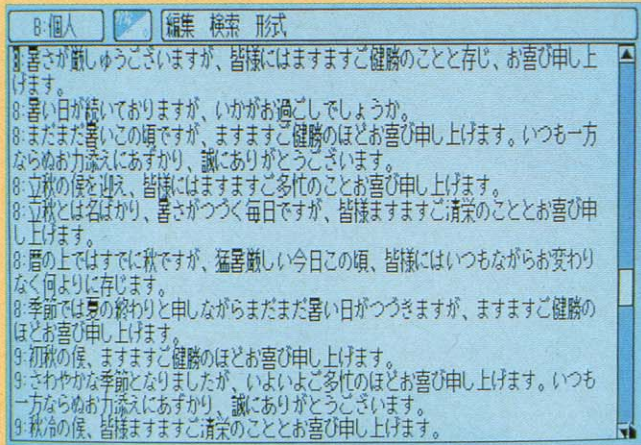 8:個人 編集 検索 形式
8:暑さが厳しゅうございますが、皆様にはますますご健勝のことと存じ、お喜び申し上
げます。
8:暑い日が続いておりますが、いかがお過ごしでしょうか。
8:まだまだ暑いこの頃ですが、ますますご健勝のほどお喜び申し上げます。いつも一方
ならぬお力添えにあずかり、誠にありがとうございます。
8:立秋の侯を迎え、皆様にはますますご多忙のことお喜び申し上げます。
8:立秋とは名ばかり、暑さがつづく毎日ですが、皆様ますますご清栄のこととお喜び申
し上げます。
8:暦の上ではすでに秋ですが、猛暑厳しい今日この頃、皆様にはいつもながらお変わり
なく何よりに存じます。
8:季節では夏の終わりと申しながらまだまだ暑い日がつづきますが、ますますご健勝の
ほどお喜び申し上げます。
9:初秋の侯、ますますご健勝のほどお喜び申し上げます。
9:さわやかな季節となりましたが、いよいよご多忙のほどお喜び申し上げます。いつも
一方ならぬお力添えにあずかり、誠にありがとうございます。
9:秋冷の侯、皆様ますますご清栄のこととお喜び申し上げます。